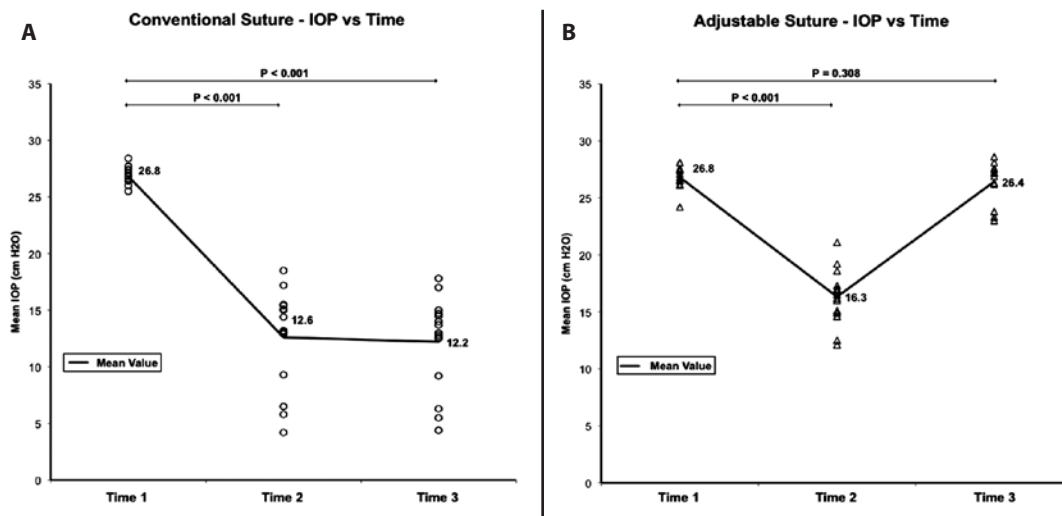 A
Conventional Suture - IOP vs Time
P < 0.001
P < 0.001
35
30
25
20
15
10
5
0
Mean IOP (cm H2O)
26.8
12.6
12.2
Mean Value
Time 1
Time 2
Time 3
B
Adjustable Suture - IOP vs Time
P = 0.308
P < 0.001
35
30
25
20
15
10
5
0
Mean IOP (cm H2O)
26.8
16.3
26.4
Mean Value
Time 1
Time 2
Time 3